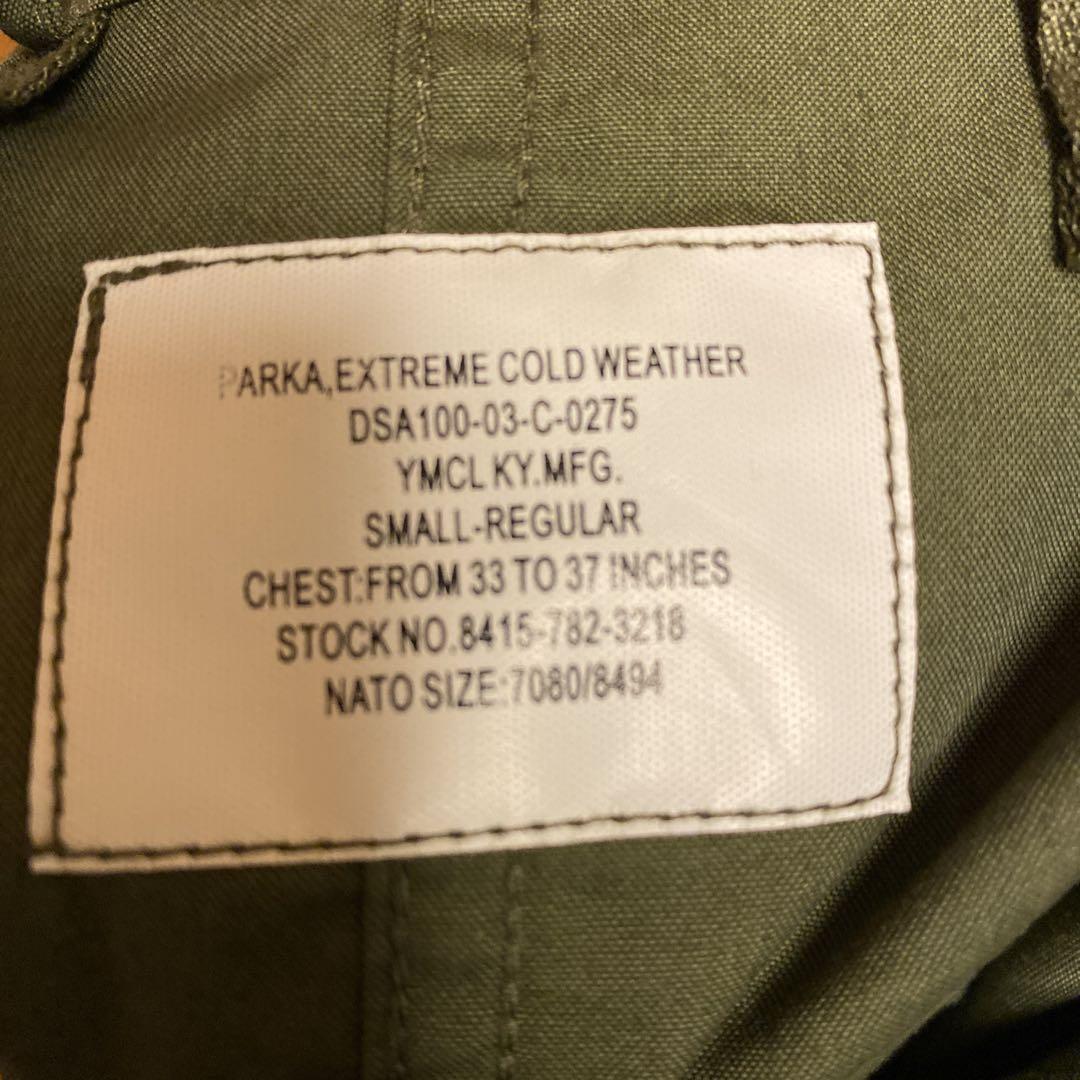 PARKA,EXTREME COLD WEATHER
DSA100-03-C-0275
YMCL KY.MFG.
SMALL-REGULAR
CHEST:FROM 33 TO 37 INCHES
STOCK NO.8415-782-3218
NATO SIZE:7080/8494